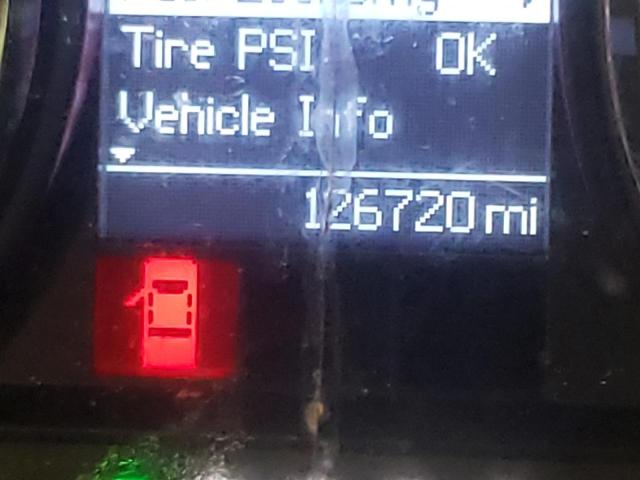 Tire PSI OK
Vehicle Info
126720 mi